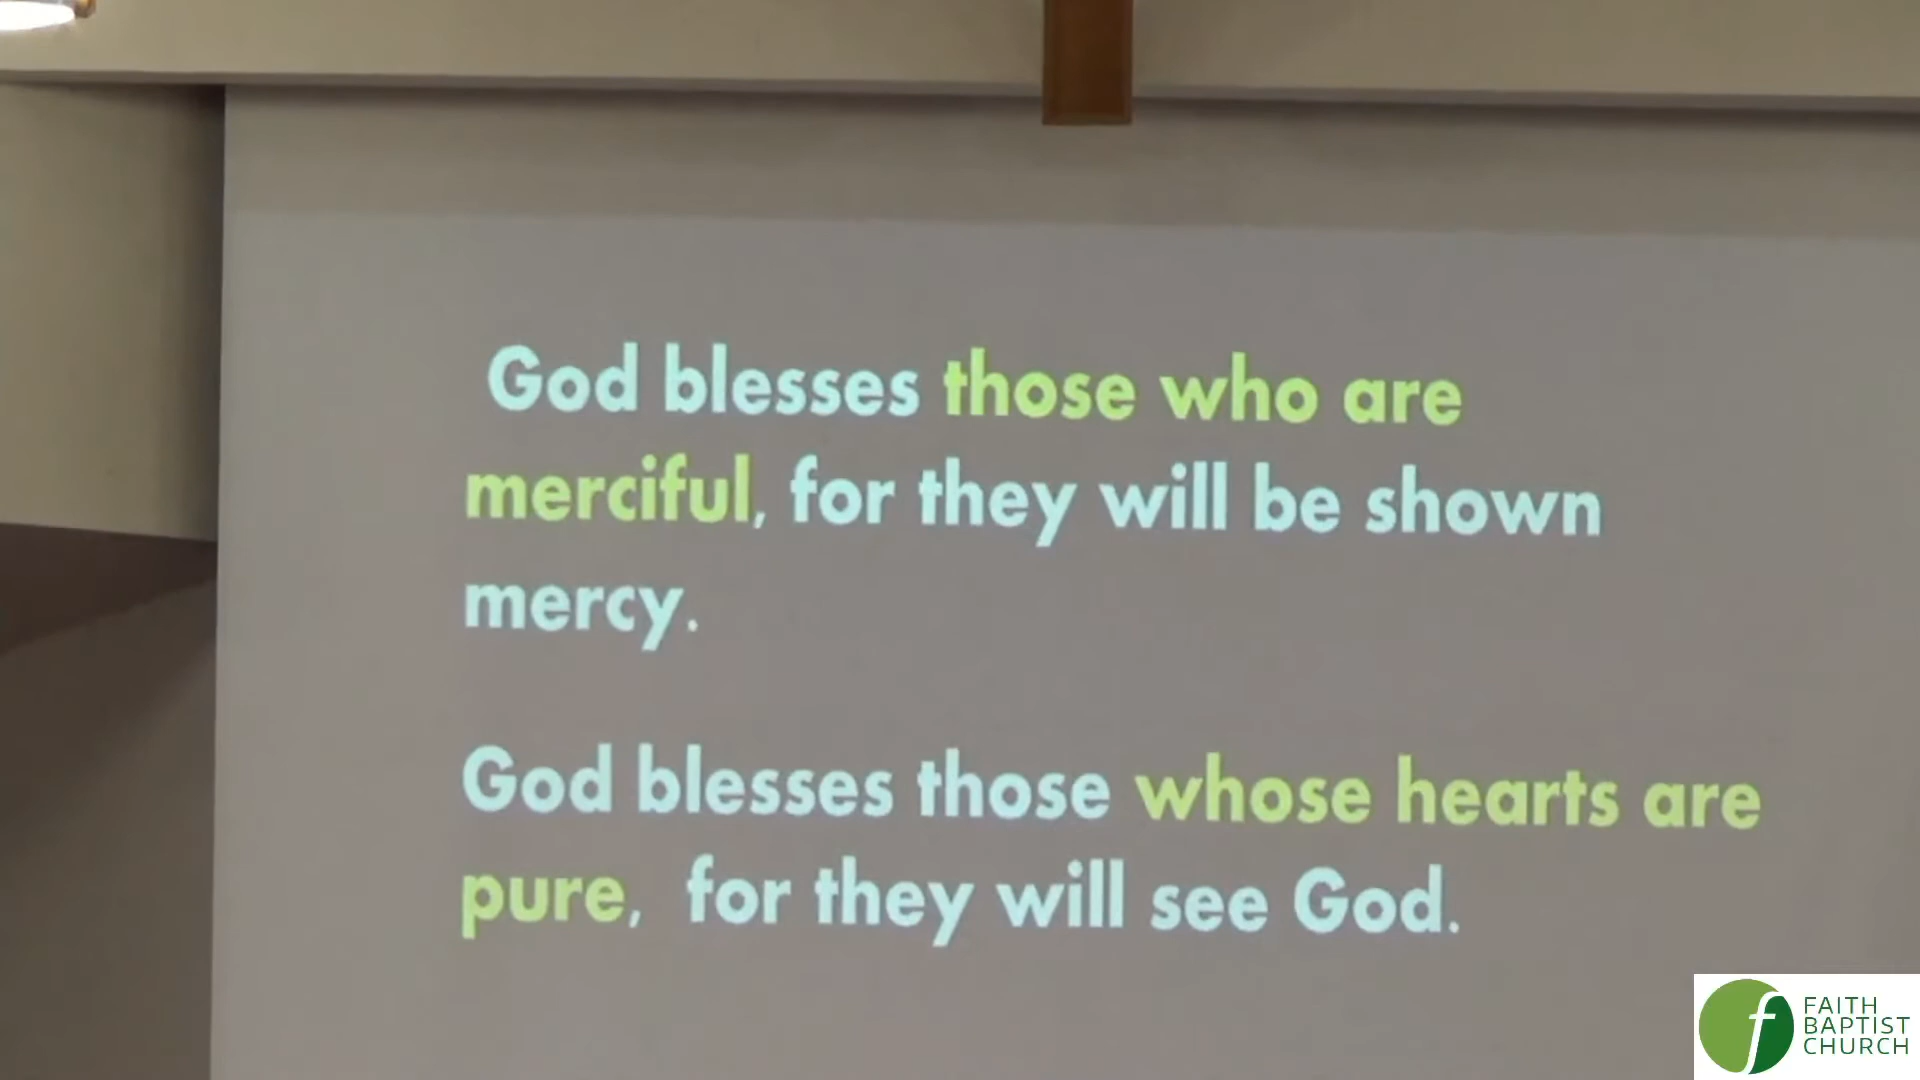 God blesses those who are
merciful, for they will be shown
mercy.
God blesses those whose hearts are
pure, for they will see God.
f
FAITH
BAPTIST
CHURCH